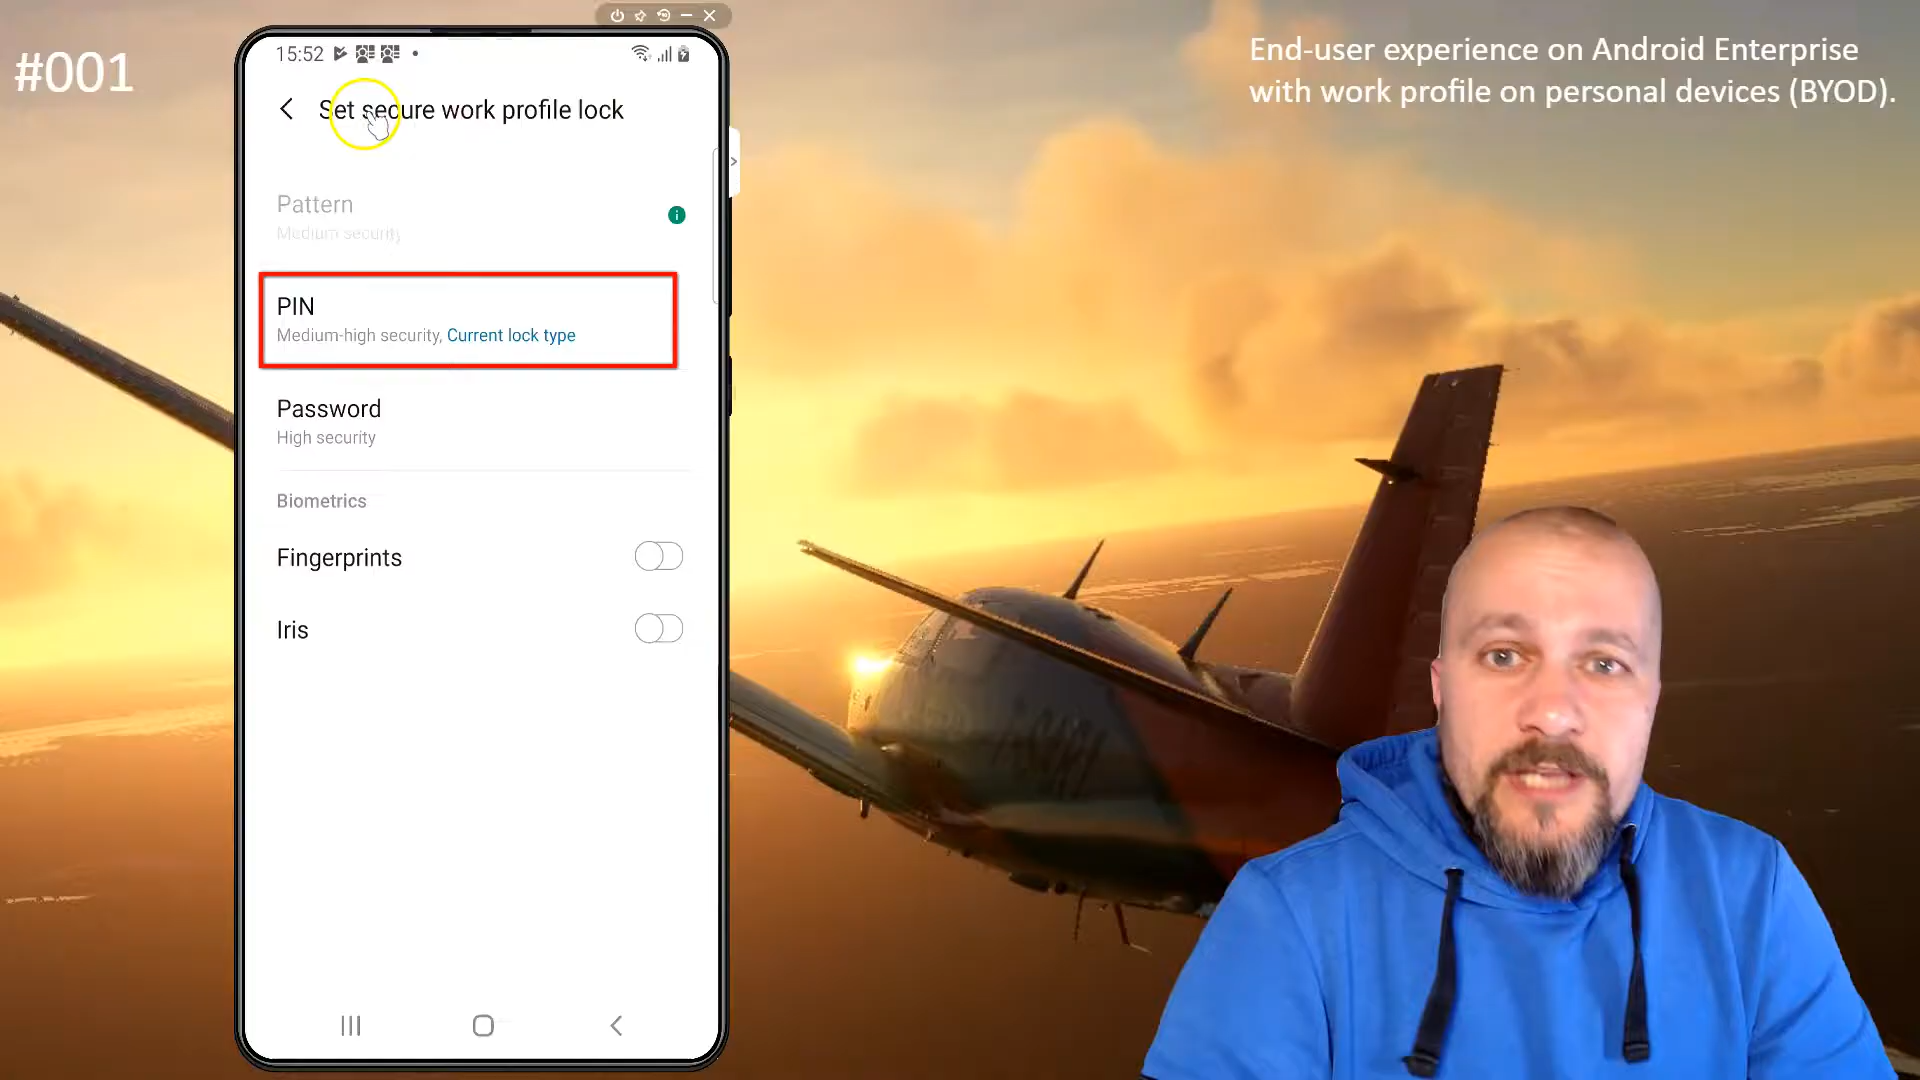 #001
End-user experience on Android Enterprise
with work profile on personal devices (BYOD).
15:52
Set secure work profile lock
Pattern
Medium security
PIN
Medium-high security, Current lock type
Password
High security
Biometrics
Fingerprints
Iris